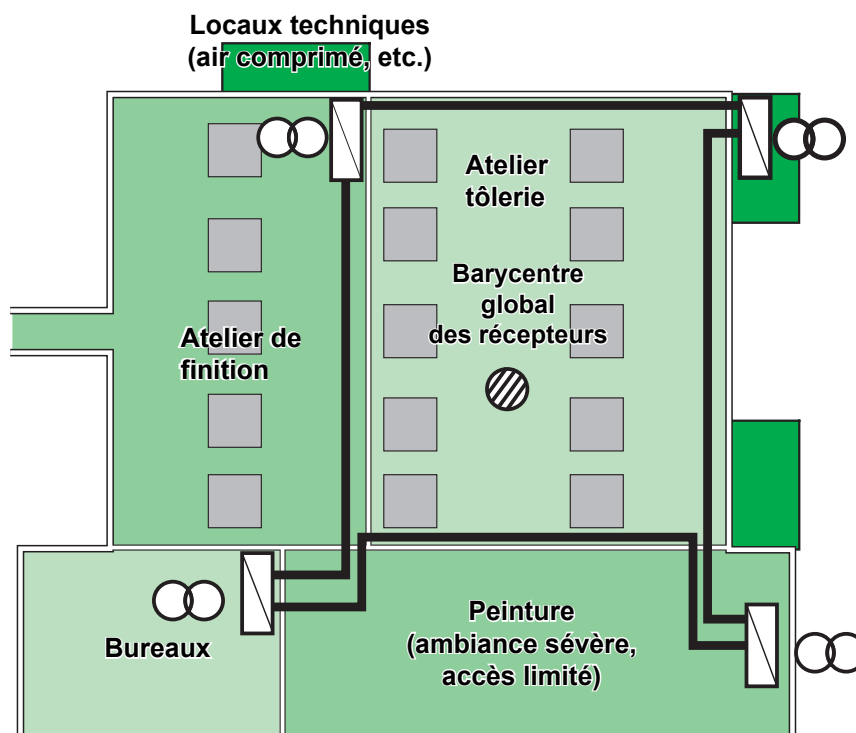 Locaux techniques
(air comprimé, etc.)
Atelier
tôlerie
Barycentre
global
des récepteurs
Atelier de
finition
Peinture
(ambiance sévère,
accès limité)
Bureaux